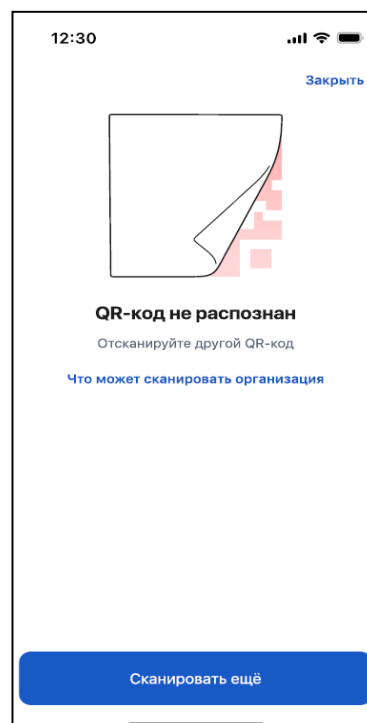 12:30
Закрыть
QR-код не распознан
Отсканируйте другой QR-код
Что может сканировать организация
Сканировать ещё